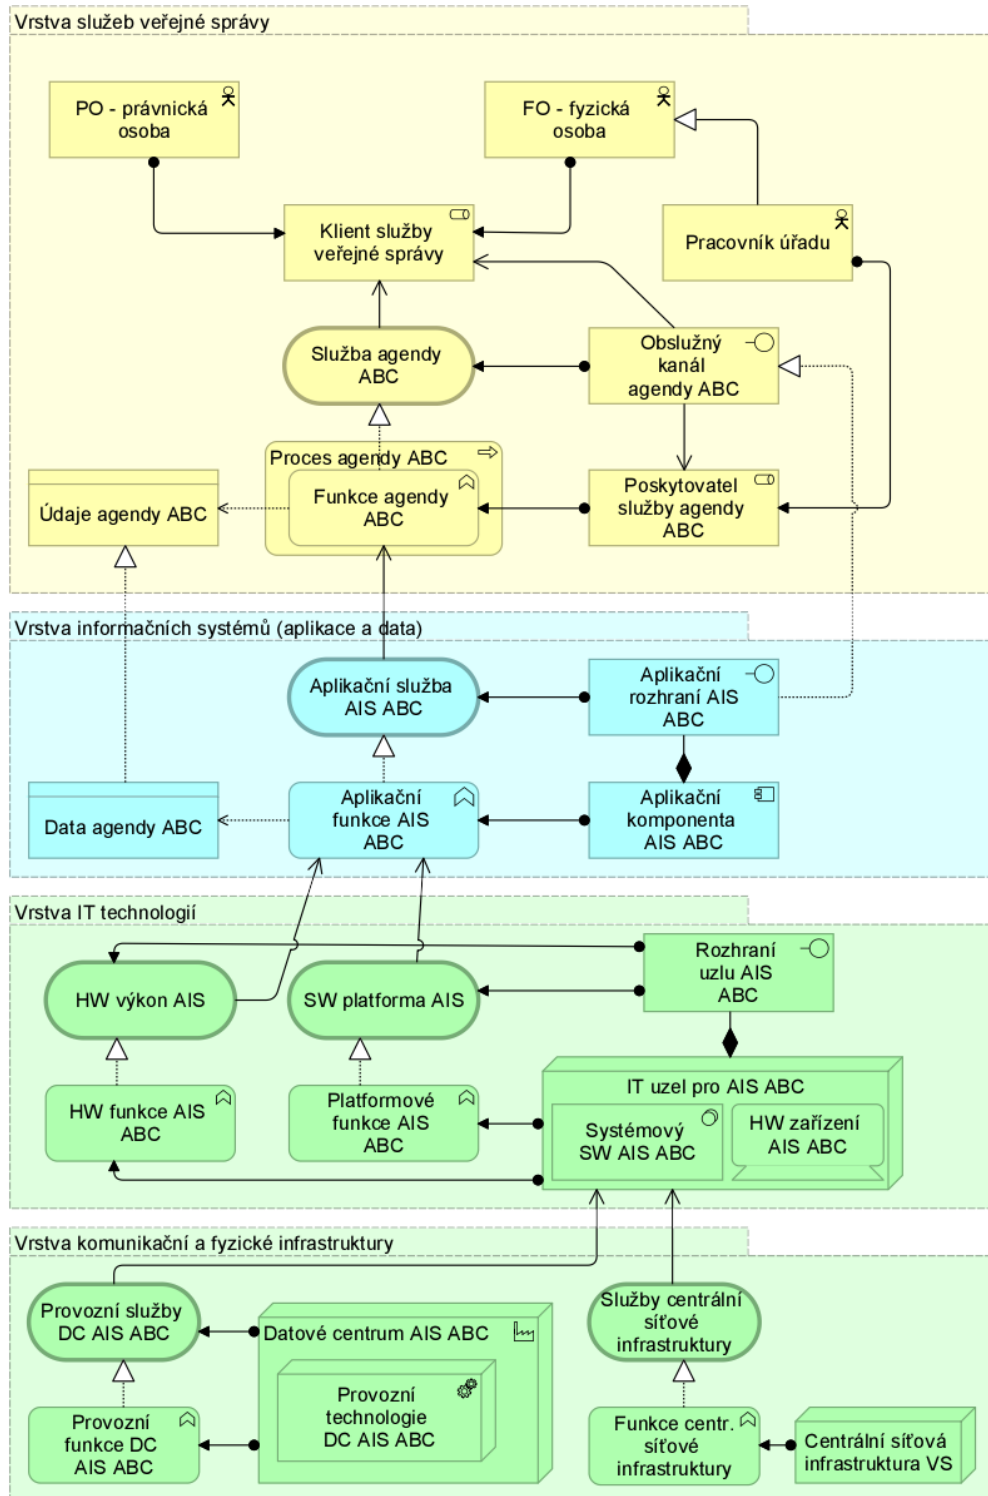 Vrstva služeb veřejné správy
PO - právnická
osoba
FO - fyzická
osoba
Klient služby
veřejné správy
Pracovník úřadu
Služba agendy
ABC
Obslužný
kanál
agendy ABC
Proces agendy ABC
Funkce agendy
ABC
Údaje agendy ABC
Poskytovatel
služby agendy
ABC
Vrstva informačních systémů (aplikace a data)
Aplikační služba
AIS ABC
Aplikační
rozhraní AIS
ABC
Data agendy ABC
Aplikační
funkce AIS
ABC
Aplikační
komponenta
AIS ABC
Vrstva IT technologií
HW výkon AIS
SW platforma AIS
Rozhraní
uzlu AIS
ABC
HW funkce AIS
ABC
Platformové
funkce AIS
ABC
IT uzel pro AIS ABC
Systémový
SW AIS ABC
HW zařízení
AIS ABC
Vrstva komunikační a fyzické infrastruktury
Provozní služby
DC AIS ABC
Datové centrum AIS ABC
Služby centrální
síťové
infrastruktury
Provozní
technologie
DC AIS ABC
Provozní
funkce DC
AIS ABC
Funkce centr.
síťové
infrastruktury
Centrální síťová
infrastruktura VS